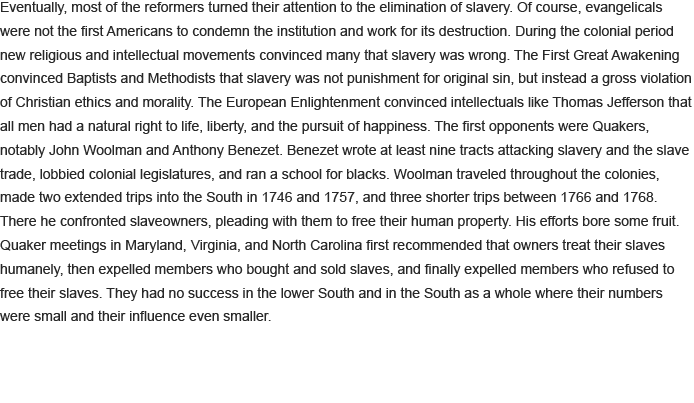 Eventually, most of the reformers turned their attention to the elimination of slavery. Of course, evangelicals
were not the first Americans to condemn the institution and work for its destruction. During the colonial period
new religious and intellectual movements convinced many that slavery was wrong. The First Great Awakening
convinced Baptists and Methodists that slavery was not punishment for original sin, but instead a gross violation
of Christian ethics and morality. The European Enlightenment convinced intellectuals like Thomas Jefferson that
all men had a natural right to life, liberty, and the pursuit of happiness. The first opponents were Quakers,
notably John Woolman and Anthony Benezet. Benezet wrote at least nine tracts attacking slavery and the slave
trade, lobbied colonial legislatures, and ran a school for blacks. Woolman traveled throughout the colonies,
made two extended trips into the South in 1746 and 1757, and three shorter trips between 1766 and 1768.
There he confronted slaveowners, pleading with them to free their human property. His efforts bore some fruit.
Quaker meetings in Maryland, Virginia, and North Carolina first recommended that owners treat their slaves
humanely, then expelled members who bought and sold slaves, and finally expelled members who refused to
free their slaves. They had no success in the lower South and in the South as a whole where their numbers
were small and their influence even smaller.